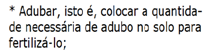 * Adubar, isto é, colocar a quantida-
de necessária de adubo no solo para
fertilizá-lo;